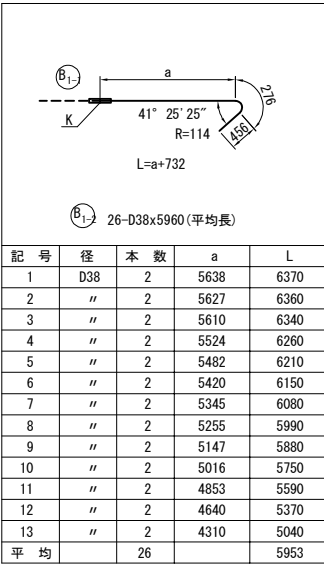 B1-1
a
276
K
41° 25′25″
R=114
456
L=a+732
B1-2 26-D38x5960(平均長)
記 号 径 本 数 a L
1 D38 2 5638 6370
2 〃 2 5627 6360
3 〃 2 5610 6340
4 〃 2 5524 6260
5 〃 2 5482 6210
6 〃 2 5420 6150
7 〃 2 5345 6080
8 〃 2 5255 5990
9 〃 2 5147 5880
10 〃 2 5016 5750
11 〃 2 4853 5590
12 〃 2 4640 5370
13 〃 2 4310 5040
平 均 26 5953